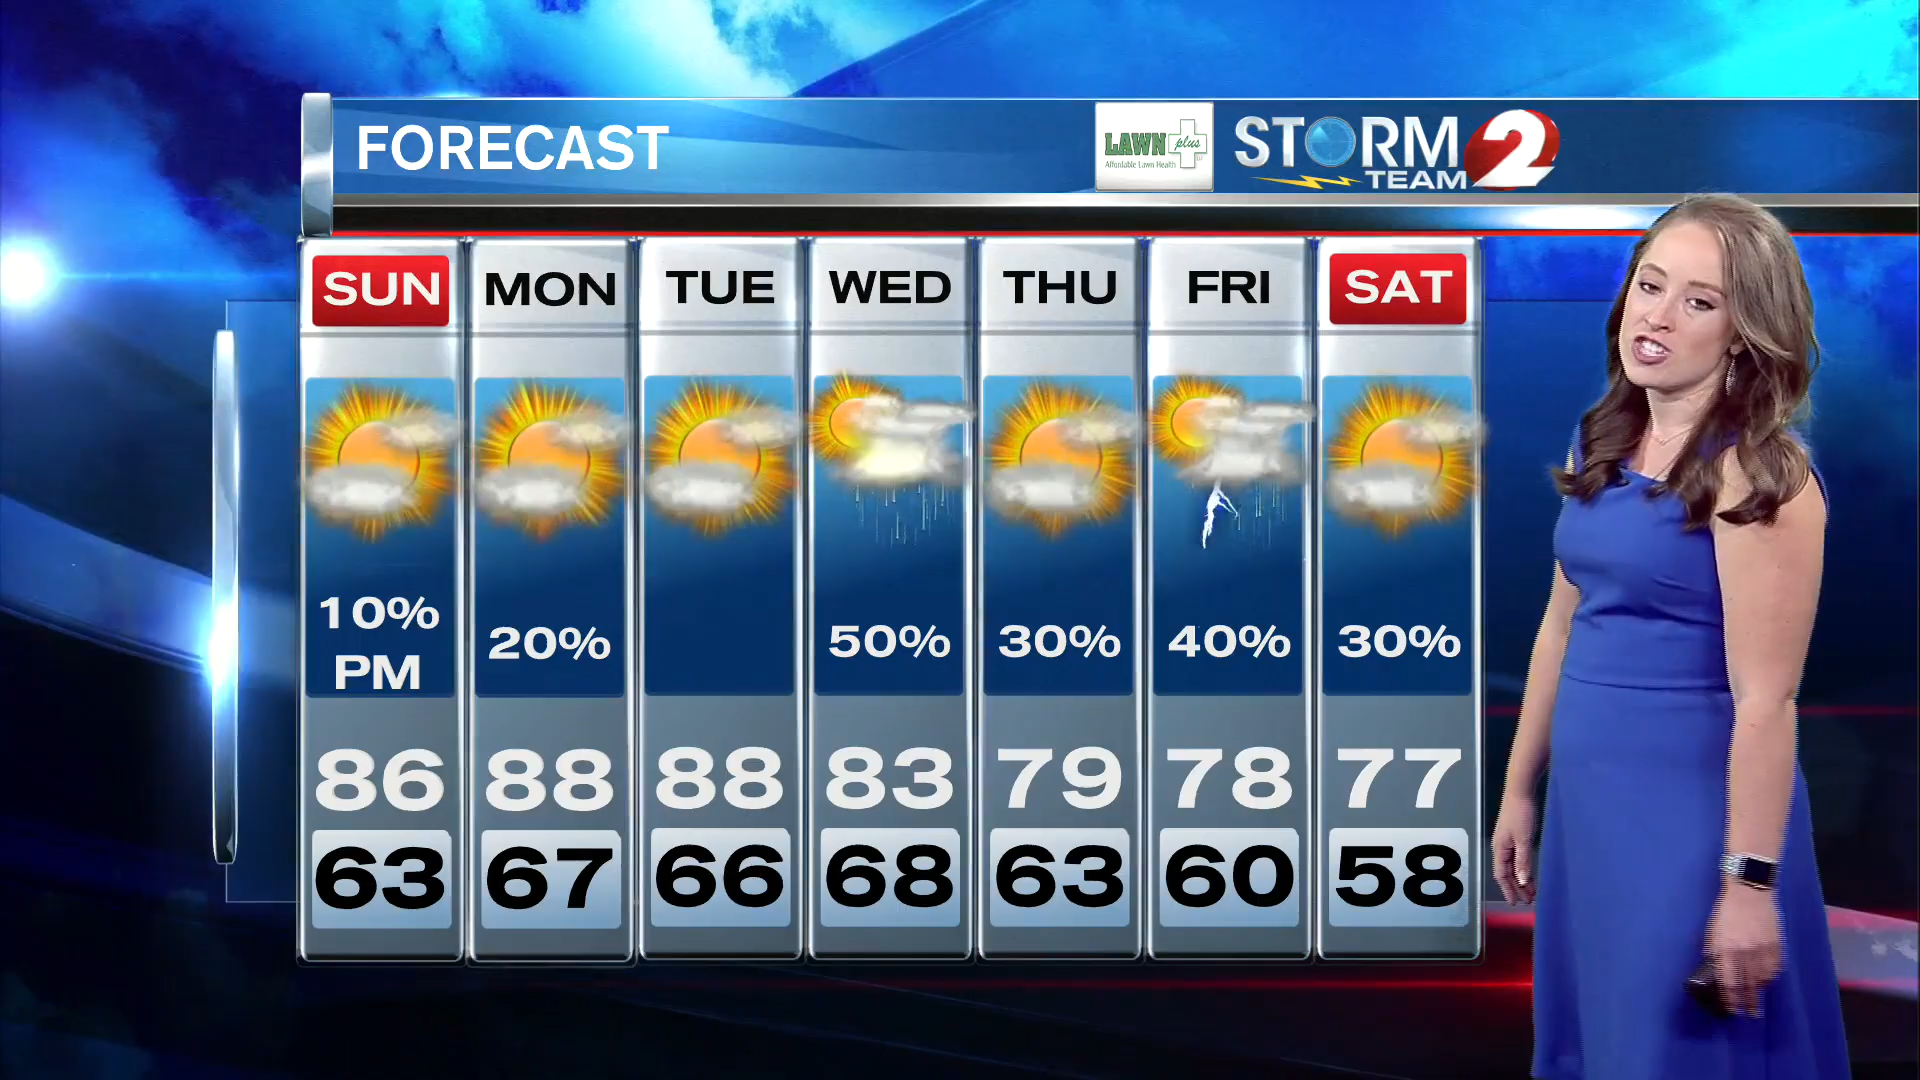 FORECAST
LAWN plus
Affordable Lawn Health
STORM 2
TEAM
SUN MON TUE WED THU FRI SAT
10% PM 20% 50% 30% 40% 30%
86 88 88 83 79 78 77
63 67 66 68 63 60 58